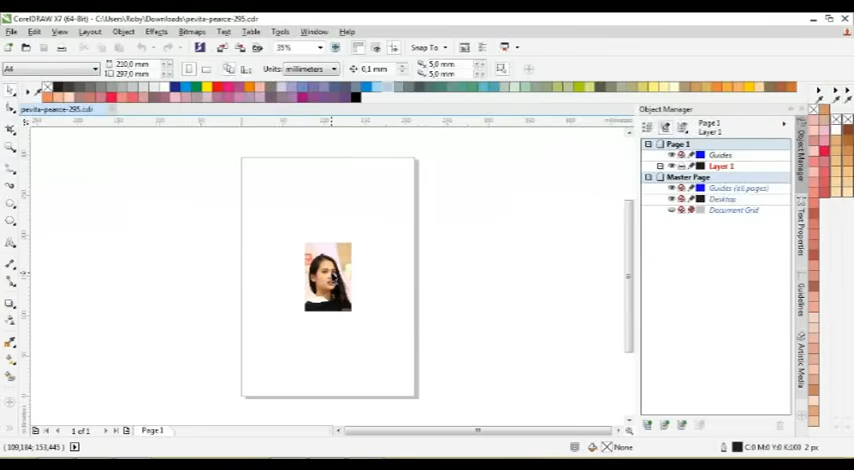 CorelDRAW X7 (64-Bit) - C:\Users\Roby\Downloads\pevita-pearce-295.cdr
File Edit View Layout Object Effects Bitmaps Text Table Tools Window Help
35% Snap To
A4 210,0 mm 297,0 mm Units: millimeters 0,1 mm 5,0 mm 5,0 mm
pevita-pearce-295.cdr
Object Manager
Page 1
Layer 1
Page 1
Guides
Layer 1
Master Page
Guides (all pages)
Desktop
Document Grid
Object Manager
Text Properties
Guidelines
Artistic Media
1 of 1 Page 1
(109,184; 153,445) None C:0 M:0 Y:0 K:100 2 px